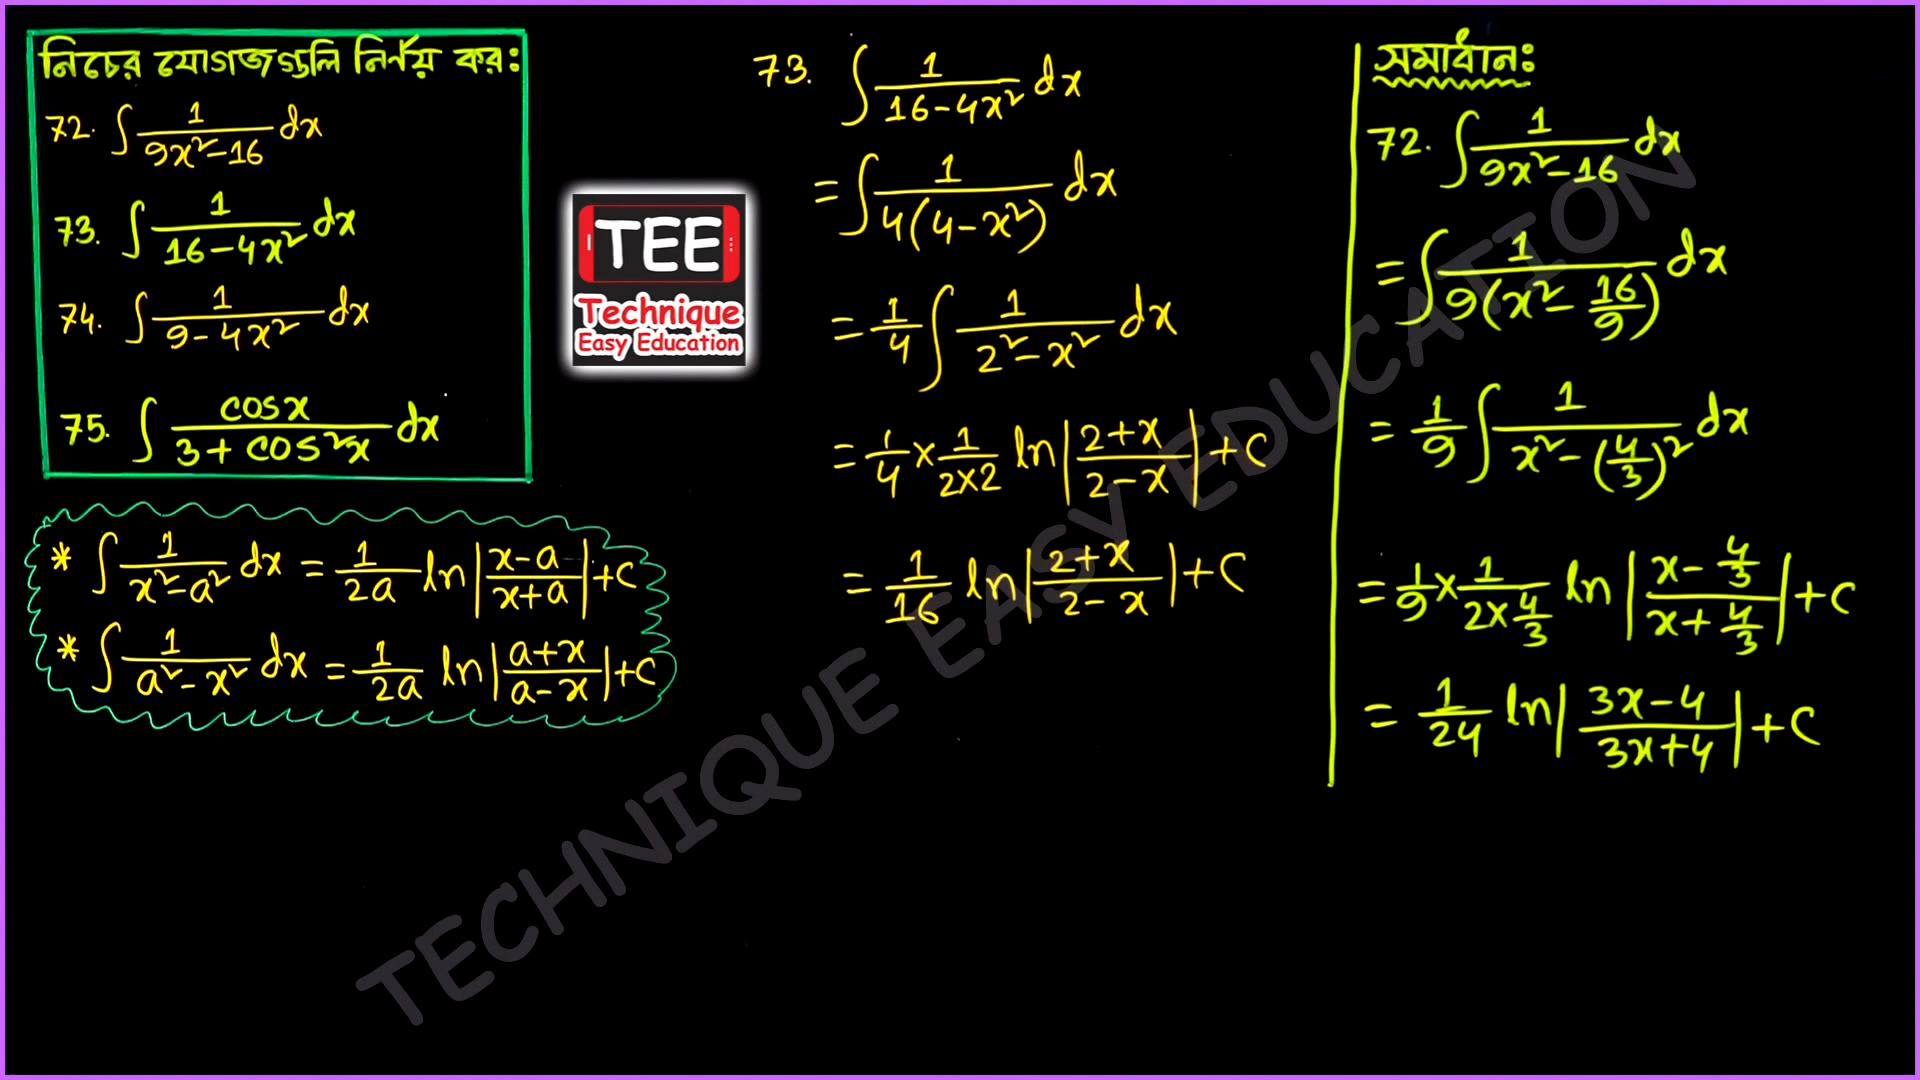 নিচের যোগজগুলি নির্ণয় কর:
72. ∫ 1/(9x²-16) dx
73. ∫ 1/(16-4x²) dx
74. ∫ 1/(9-4x²) dx
75. ∫ cosx/(3+cos²x) dx
* ∫ 1/(x²-a²) dx = 1/2a ln|(x-a)/(x+a)|+c
* ∫ 1/(a²-x²) dx = 1/2a ln|(a+x)/(a-x)|+c
TEE
Technique
Easy Education
73. ∫ 1/(16-4x²) dx
= ∫ 1/(4(4-x²)) dx
= 1/4 ∫ 1/(2²-x²) dx
= 1/4 × 1/(2×2) ln|(2+x)/(2-x)|+c
= 1/16 ln|(2+x)/(2-x)|+c
সমাধান:
72. ∫ 1/(9x²-16) dx
= ∫ 1/(9(x²-16/9)) dx
= 1/9 ∫ 1/(x²-(4/3)²) dx
= 1/9 × 1/(2×4/3) ln|(x-4/3)/(x+4/3)|+c
= 1/24 ln|(3x-4)/(3x+4)|+c
TECHNIQUE EASY EDUCATION